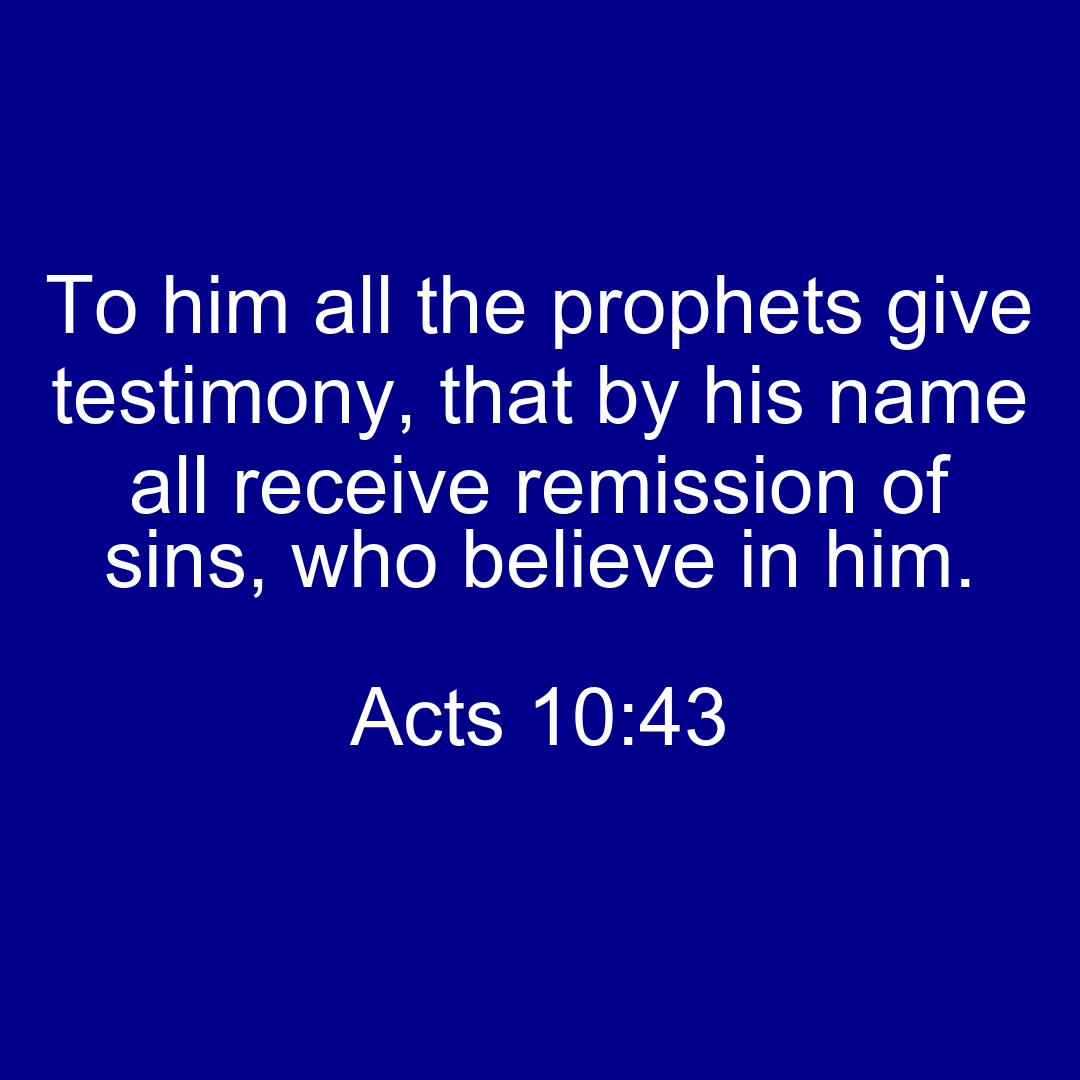 To him all the prophets give
testimony, that by his name
all receive remission of
sins, who believe in him.
Acts 10:43